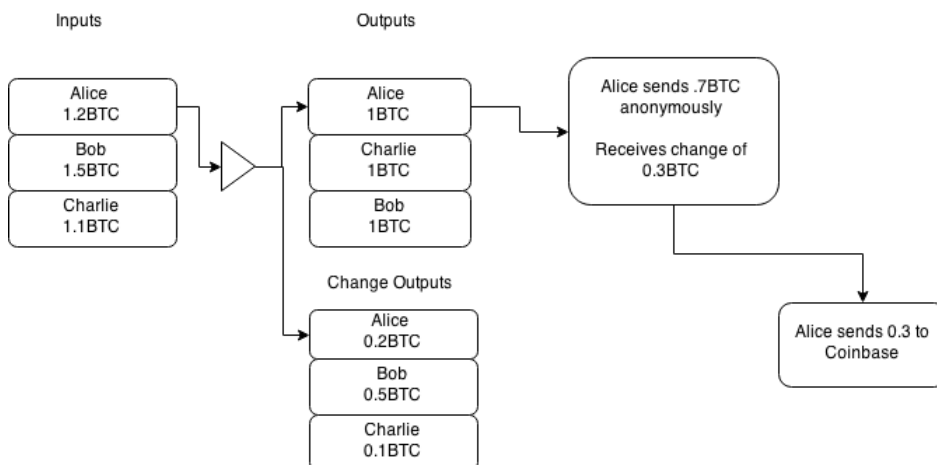 Inputs
Outputs
Alice
1.2BTC
Bob
1.5BTC
Charlie
1.1BTC
Alice
1BTC
Charlie
1BTC
Bob
1BTC
Alice sends .7BTC
anonymously
Receives change of
0.3BTC
Change Outputs
Alice
0.2BTC
Bob
0.5BTC
Charlie
0.1BTC
Alice sends 0.3 to
Coinbase